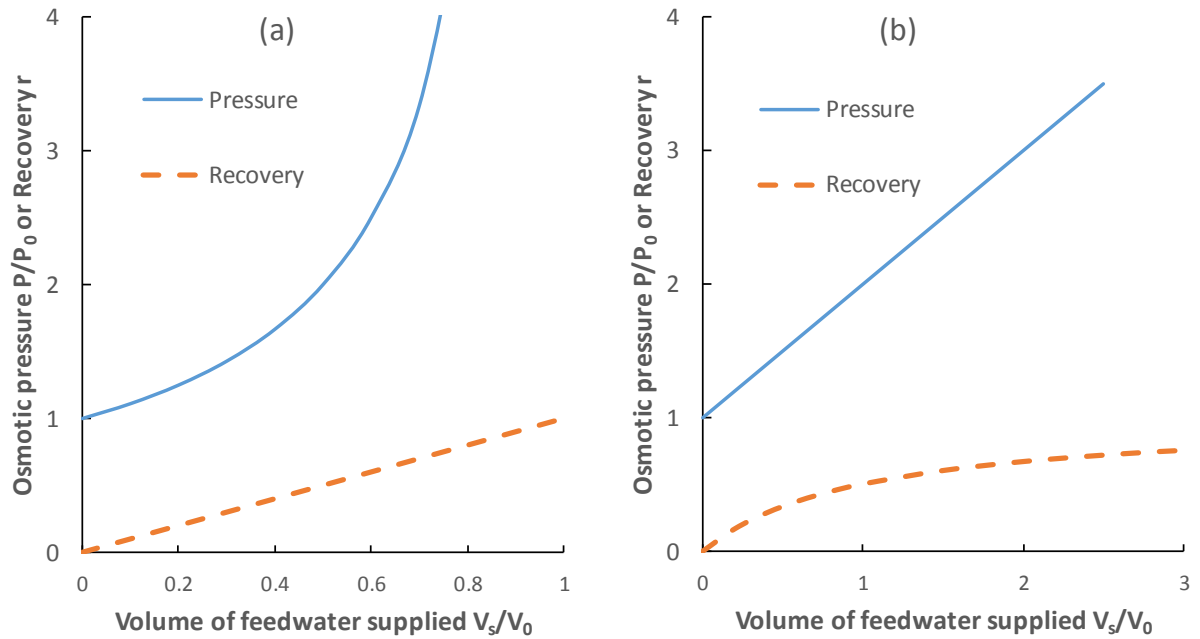 (a)
Osmotic pressure P/P₀ or Recovery r
4
3
2
1
0
Pressure
Recovery
0
0.2
0.4
0.6
0.8
1
Volume of feedwater supplied Vₛ/V₀
(b)
Osmotic pressure P/P₀ or Recovery r
4
3
2
1
0
Pressure
Recovery
0
1
2
3
Volume of feedwater supplied Vₛ/V₀